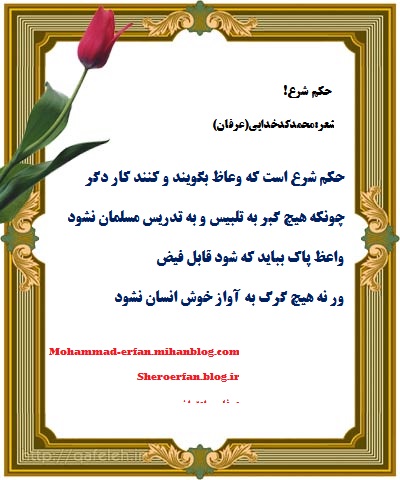 حکم شرع!
شعر:محمدکدخدایی(عرفان)
حکم شرع است که وعاظ بگویند و کنند کار دگر
چونکه هیچ گبر به تلبیس و به تدریس مسلمان نشود
واعظ پاک بباید که شود قابل فیض
ور نه هیچ گرگ به آواز خوش انسان نشود
Mohammad-erfan.mihanblog.com
Sheroerfan.blog.ir
http://qafeleh.ir